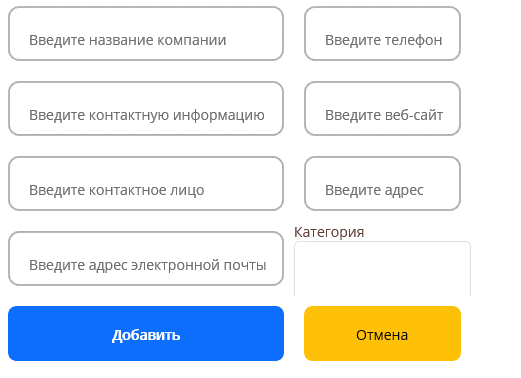 Введите название компании
Введите телефон
Введите контактную информацию
Введите веб-сайт
Введите контактное лицо
Введите адрес
Категория
Введите адрес электронной почты
Добавить
Отмена